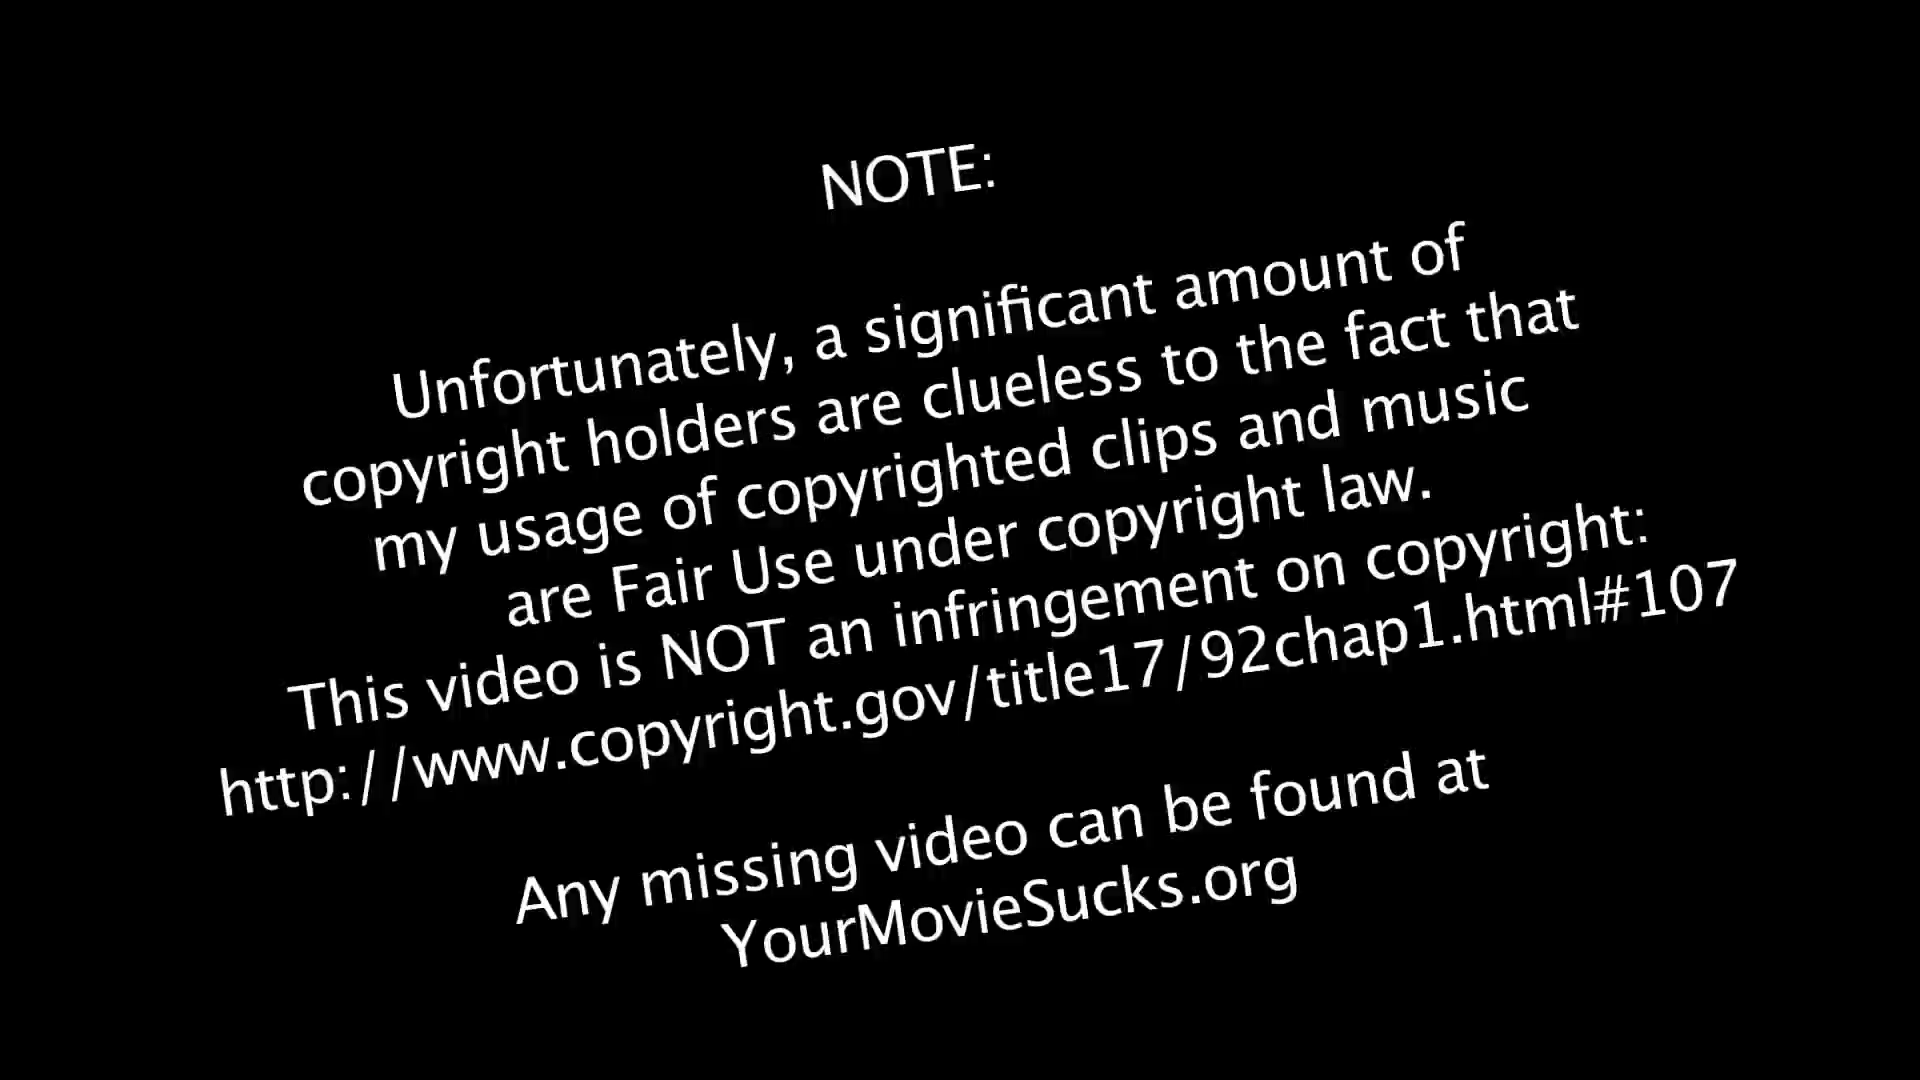 NOTE:
Unfortunately, a significant amount of
copyright holders are clueless to the fact that
my usage of copyrighted clips and music
are Fair Use under copyright law.
This video is NOT an infringement on copyright:
http://www.copyright.gov/title17/92chap1.html#107
Any missing video can be found at
YourMovieSucks.org